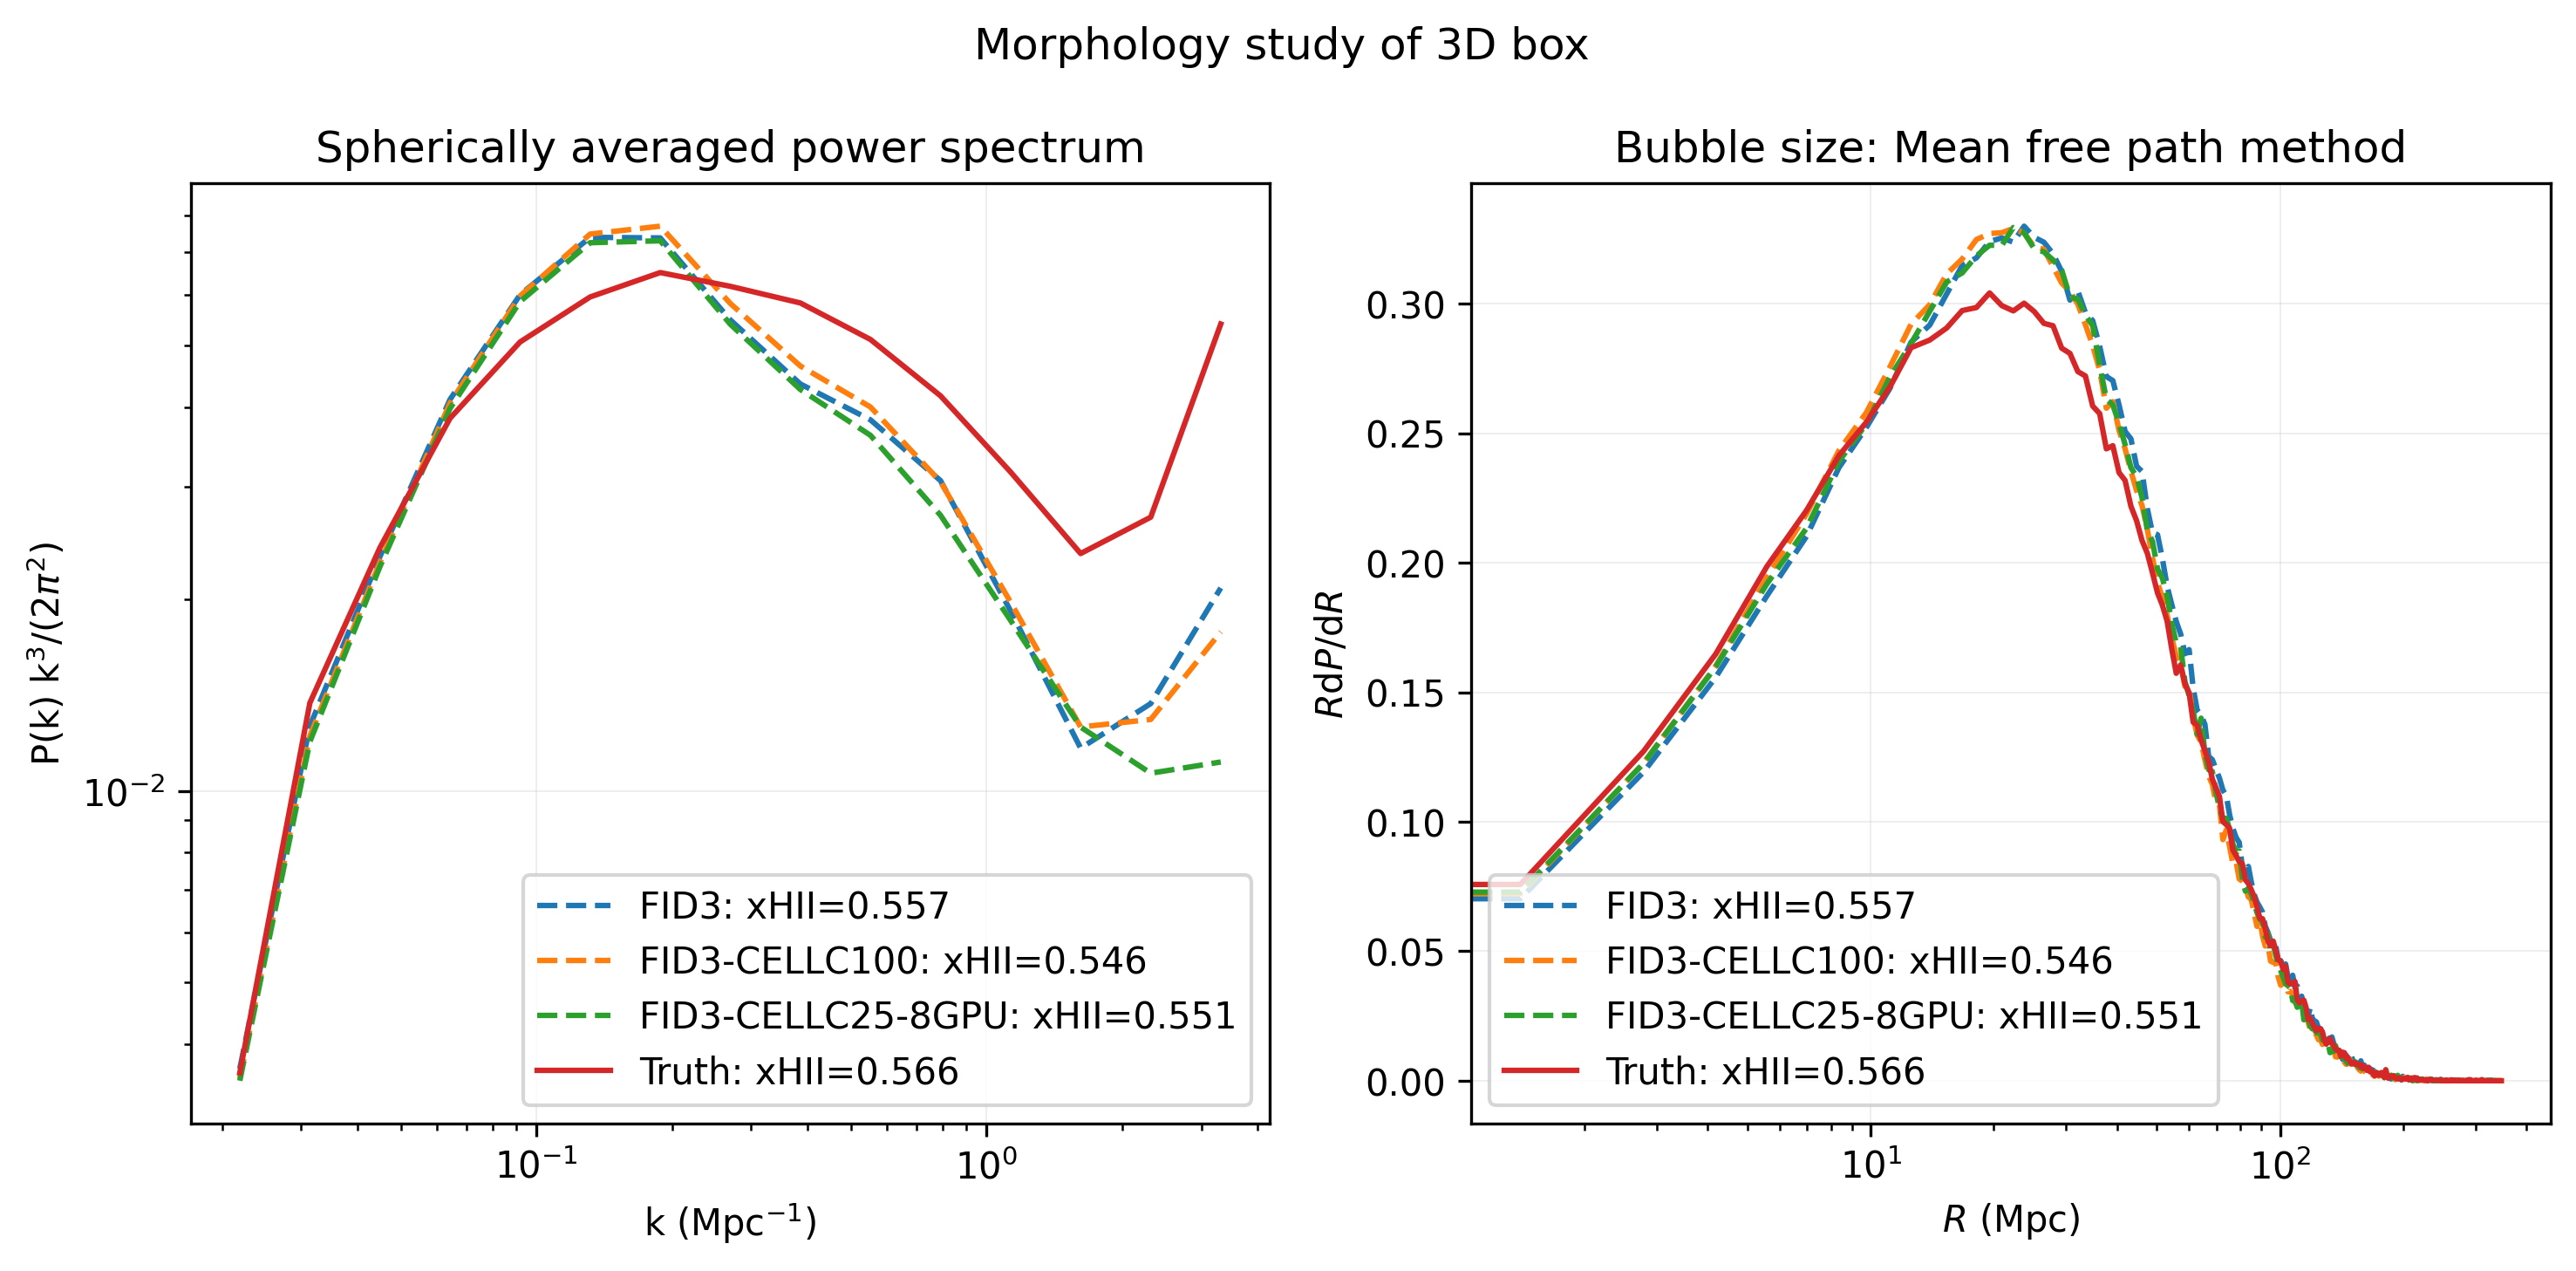 Morphology study of 3D box
Spherically averaged power spectrum
P(k) k³/(2π²)
10⁻²
10⁻¹
10⁰
k (Mpc⁻¹)
FID3: xHII=0.557
FID3-CELLC100: xHII=0.546
FID3-CELLC25-8GPU: xHII=0.551
Truth: xHII=0.566
Bubble size: Mean free path method
RdP/dR
0.30
0.25
0.20
0.15
0.10
0.05
0.00
10¹
10²
R (Mpc)
FID3: xHII=0.557
FID3-CELLC100: xHII=0.546
FID3-CELLC25-8GPU: xHII=0.551
Truth: xHII=0.566